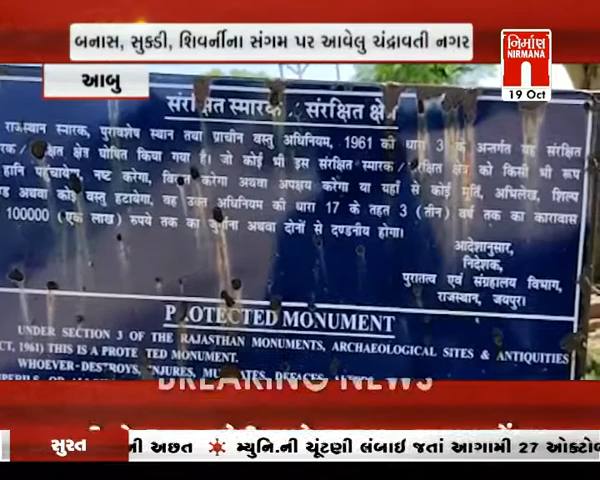 બનાસ, સુકડી, શિવર્નીના સંગમ પર આવેલુ ચંદ્રાવતી નગર
આબુ
નિર્માણ
NIRMANA
19 Oct
संरक्षित स्मारक / संरक्षित क्षेत्र
राजस्थान स्मारक, पुरावशेष स्थान तथा प्राचीन वस्तु अधिनियम, 1961 की धारा 3 के अन्तर्गत यह संरक्षित
क्षेत्र घोषित किया गया है। जो कोई भी इस संरक्षित स्मारक/संरक्षित क्षेत्र को किसी भी रूप
हानि पहुंचायेगा, नष्ट करेगा, करेगा अथवा अपक्षय करेगा या यहाँ से कोई मूर्ति, अभिलेख, शिल्प
अथवा कोई वस्तु हटायेगा, वह उक्त अधिनियम की धारा 17 के तहत 3 (तीन) वर्ष तक का कारावास
100000 (एक लाख) रूपये तक का जुर्माना अथवा दोनों से दण्डनीय होगा।
आदेशानुसार,
निदेशक,
पुरातत्व एवं संग्रहालय विभाग,
राजस्थान, जयपुर।
PROTECTED MONUMENT
UNDER SECTION 3 OF THE RAJASTHAN MONUMENTS, ARCHAEOLOGICAL SITES & ANTIQUITIES
ACT, 1961) THIS IS A PROTE TED MONUMENT.
WHOEVER-DESTROYS, INJURES, DEFACES
BREAKING NEWS
સુરત
ની અછત મ્યુનિ.ની ચૂંટણી લંબાઇ જતાં આગામી 27 ઓક્ટો